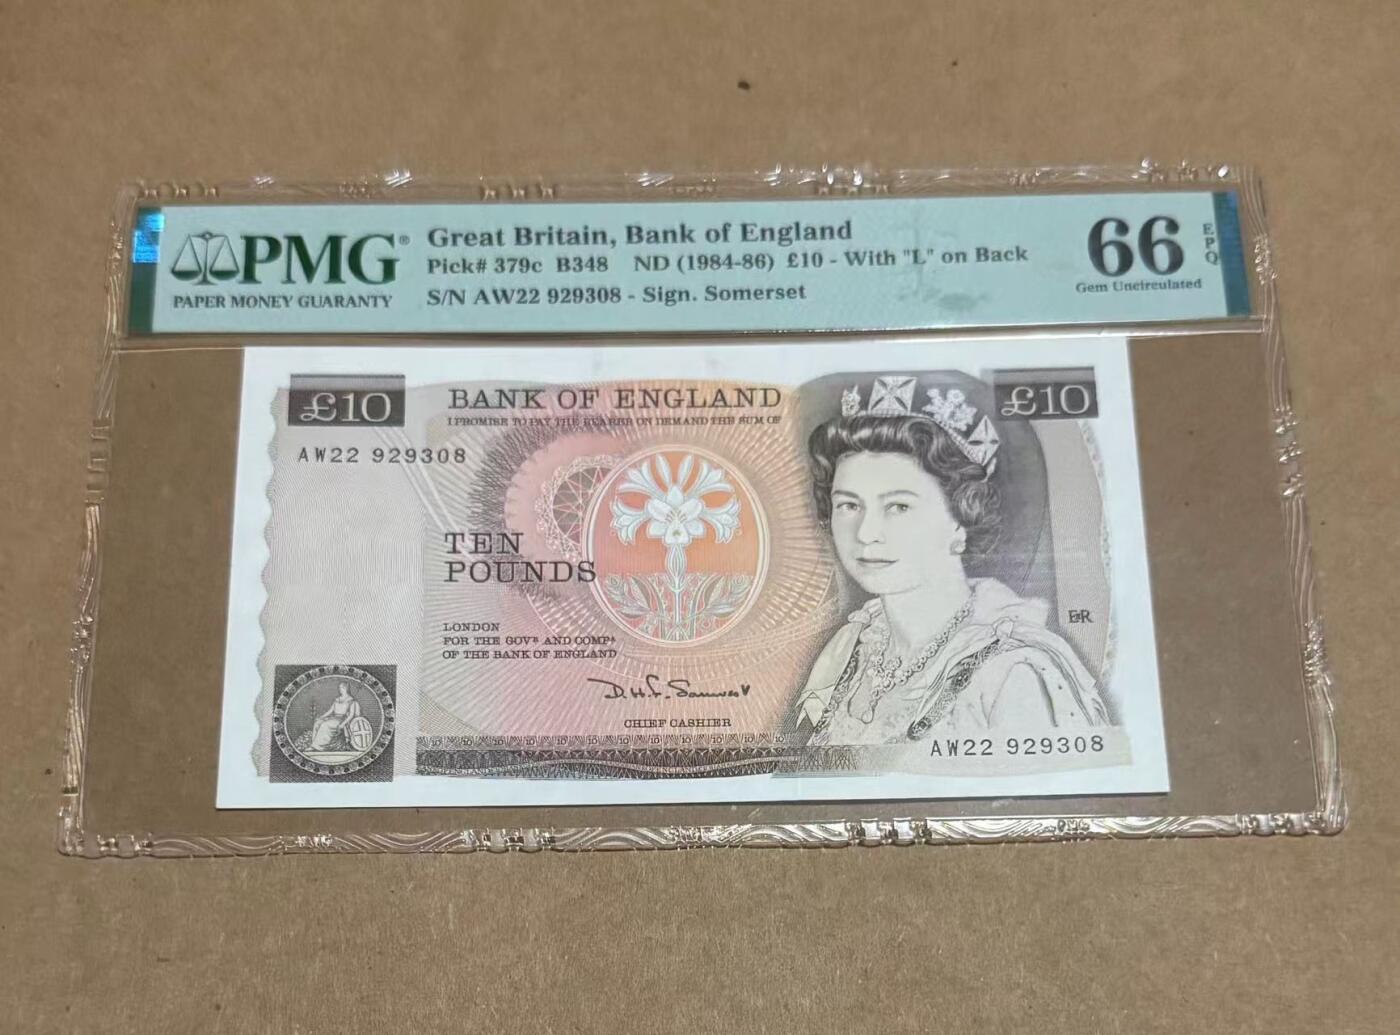 PMG®
PAPER MONEY GUARANTY
Great Britain, Bank of England
Pick# 379c B348 ND (1984-86) £10 - With "L" on Back
S/N AW22 929308 - Sign. Somerset
66 EPQ
Gem Uncirculated
£10
BANK OF ENGLAND
£10
I PROMISE TO PAY THE BEARER ON DEMAND THE SUM OF
AW22 929308
TEN
POUNDS
LONDON
FOR THE GOVR AND COMPA
OF THE BANK OF ENGLAND
EIIR
D.H.F. Somerset
CHIEF CASHIER
AW22 929308